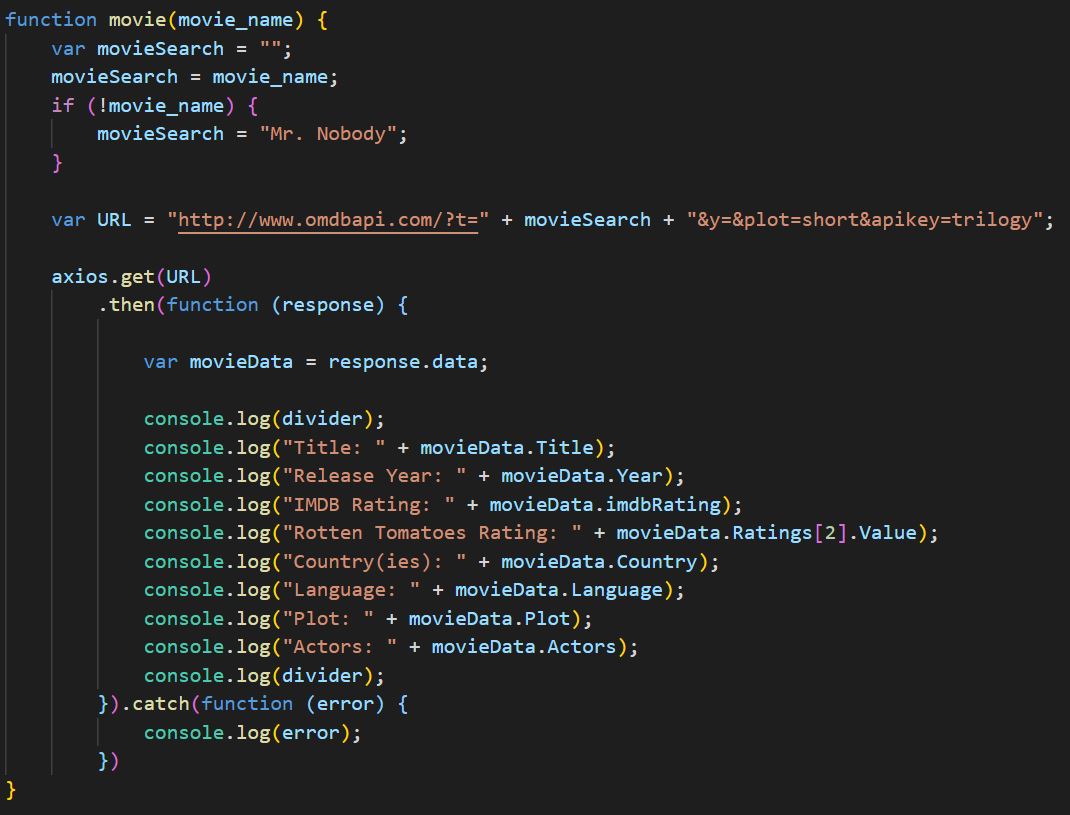 function movie(movie_name) {
    var movieSearch = "";
    movieSearch = movie_name;
    if (!movie_name) {
        movieSearch = "Mr. Nobody";
    }

    var URL = "http://www.omdbapi.com/?t=" + movieSearch + "&y=&plot=short&apikey=trilogy";

    axios.get(URL)
        .then(function (response) {

            var movieData = response.data;

            console.log(divider);
            console.log("Title: " + movieData.Title);
            console.log("Release Year: " + movieData.Year);
            console.log("IMDB Rating: " + movieData.imdbRating);
            console.log("Rotten Tomatoes Rating: " + movieData.Ratings[2].Value);
            console.log("Country(ies): " + movieData.Country);
            console.log("Language: " + movieData.Language);
            console.log("Plot: " + movieData.Plot);
            console.log("Actors: " + movieData.Actors);
            console.log(divider);
        }).catch(function (error) {
            console.log(error);
        })
}